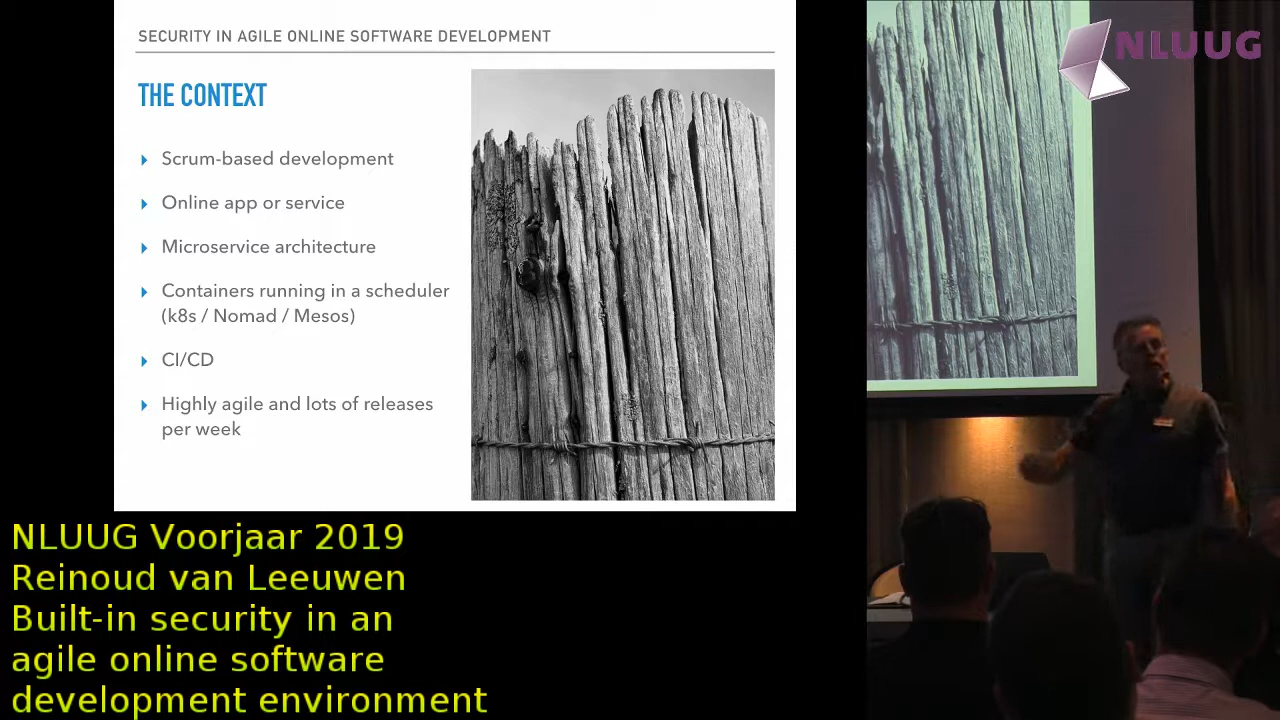 SECURITY IN AGILE ONLINE SOFTWARE DEVELOPMENT
THE CONTEXT
Scrum-based development
Online app or service
Microservice architecture
Containers running in a scheduler
(k8s / Nomad / Mesos)
CI/CD
Highly agile and lots of releases
per week
NLUUG
NLUUG Voorjaar 2019
Reinoud van Leeuwen
Built-in security in an
agile online software
development environment